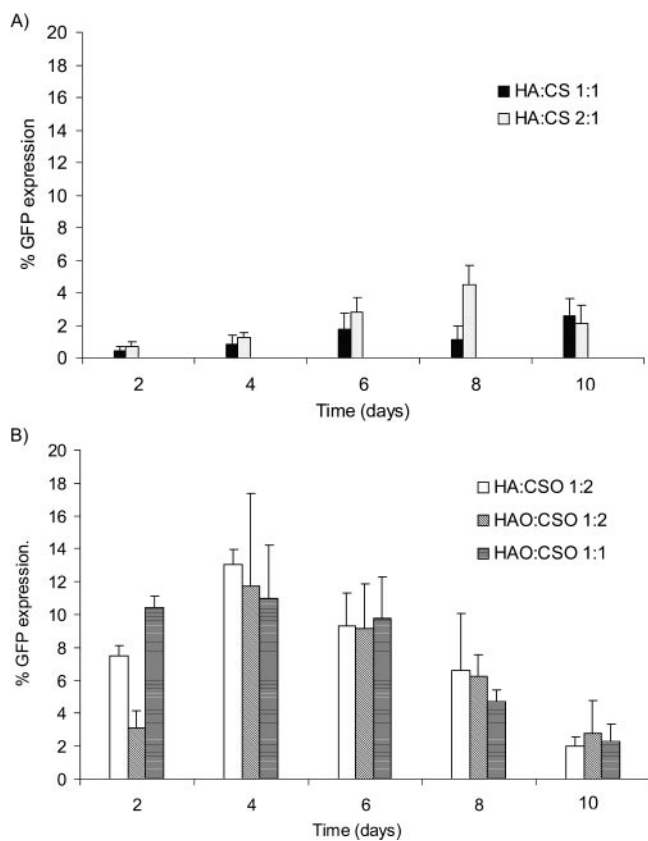 A)
20
18
16
14
12
10
8
6
4
2
0
% GFP expression
HA:CS 1:1
HA:CS 2:1
2 4 6 8 10
Time (days)
B)
20
18
16
14
12
10
8
6
4
2
0
% GFP expression.
HA:CSO 1:2
HAO:CSO 1:2
HAO:CSO 1:1
2 4 6 8 10
Time (days)